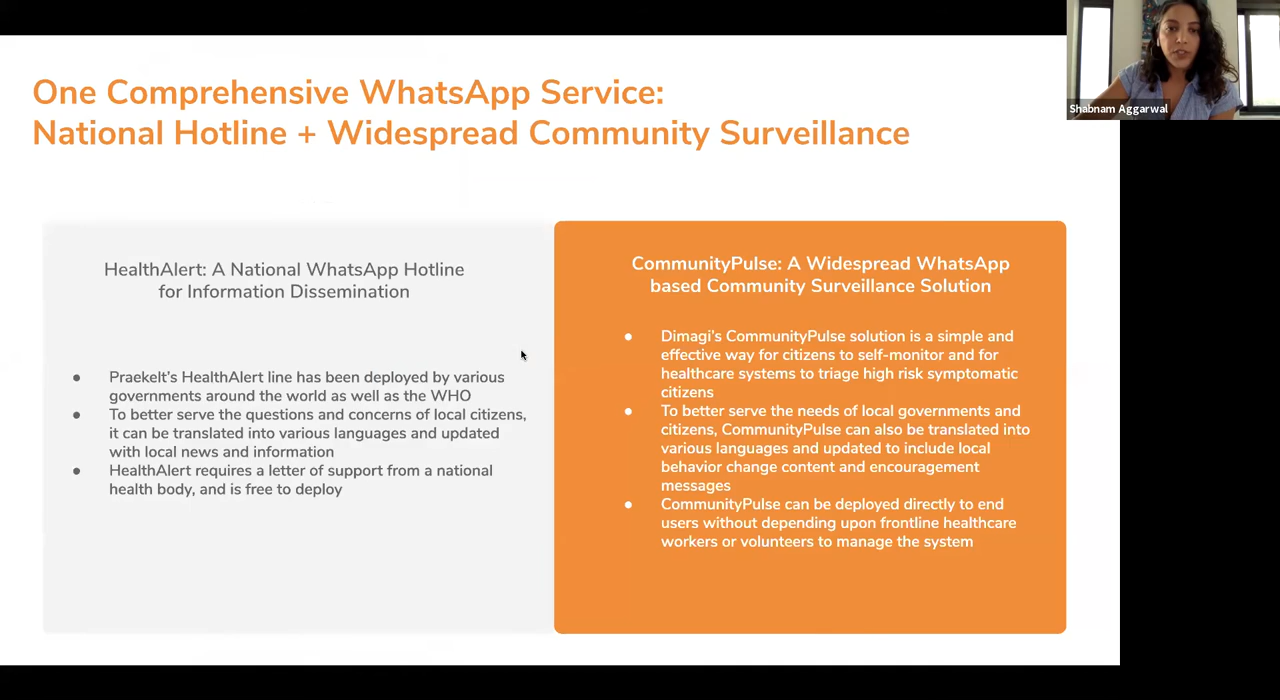 One Comprehensive WhatsApp Service:
National Hotline + Widespread Community Surveillance
Shabnam Aggarwal
HealthAlert: A National WhatsApp Hotline
for Information Dissemination
● Praekelt's HealthAlert line has been deployed by various
governments around the world as well as the WHO
● To better serve the questions and concerns of local citizens,
it can be translated into various languages and updated
with local news and information
● HealthAlert requires a letter of support from a national
health body, and is free to deploy
CommunityPulse: A Widespread WhatsApp
based Community Surveillance Solution
● Dimagi's CommunityPulse solution is a simple and
effective way for citizens to self-monitor and for
healthcare systems to triage high risk symptomatic
citizens
● To better serve the needs of local governments and
citizens, CommunityPulse can also be translated into
various languages and updated to include local
behavior change content and encouragement
messages
● CommunityPulse can be deployed directly to end
users without depending upon frontline healthcare
workers or volunteers to manage the system